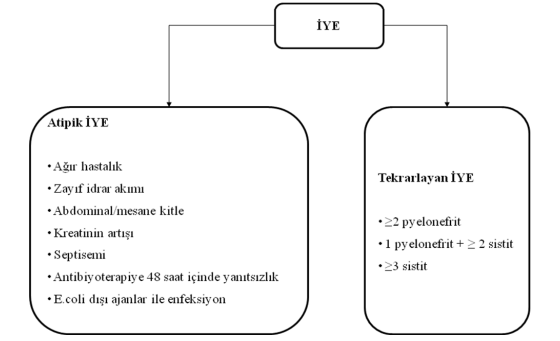 İYE
Atipik İYE
• Ağır hastalık
• Zayıf idrar akımı
• Abdominal/mesane kitle
• Kreatinin artışı
• Septisemi
• Antibiyoterapiye 48 saat içinde yanıtsızlık
• E.coli dışı ajanlar ile enfeksiyon
Tekrarlayan İYE
• ≥2 pyelonefrit
• 1 pyelonefrit + ≥ 2 sistit
• ≥3 sistit